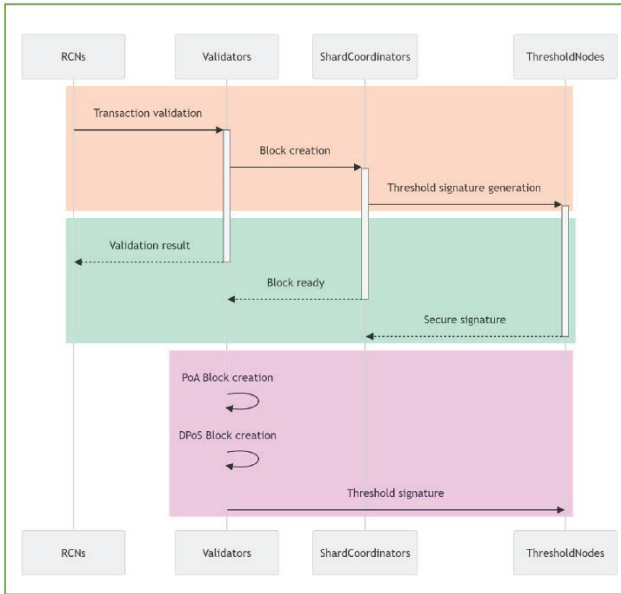 RCNs
Validators
ShardCoordinators
ThresholdNodes
Transaction validation
Block creation
Threshold signature generation
Validation result
Block ready
Secure signature
PoA Block creation
DPoS Block creation
Threshold signature
RCNs
Validators
ShardCoordinators
ThresholdNodes